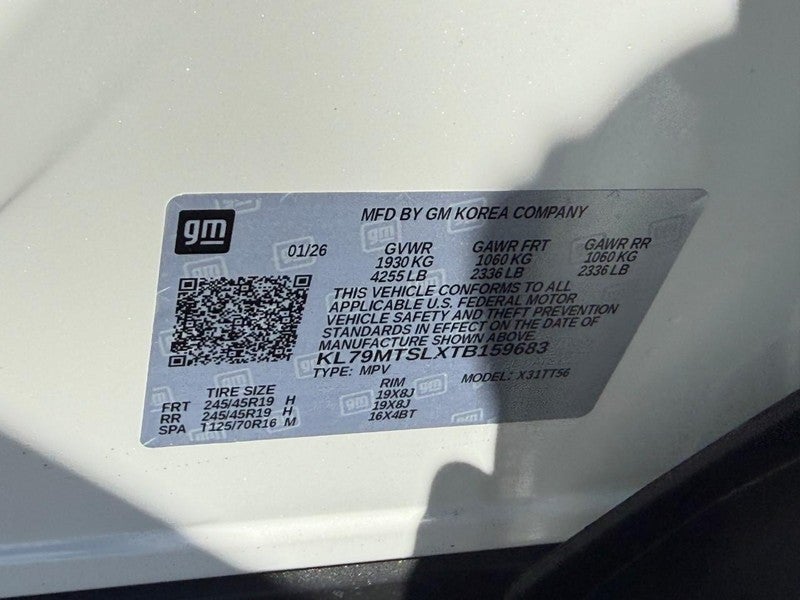 gm
MFD BY GM KOREA COMPANY
01/26
GVWR GAWR FRT GAWR RR
1930 KG 1060 KG 1060 KG
4255 LB 2336 LB 2336 LB
THIS VEHICLE CONFORMS TO ALL
APPLICABLE U.S. FEDERAL MOTOR
VEHICLE SAFETY AND THEFT PREVENTION
STANDARDS IN EFFECT ON THE DATE OF
MANUFACTURE SHOWN ABOVE.
KL79MTSLXTB159683
TYPE: MPV MODEL: X31TT56
TIRE SIZE RIM
FRT 245/45R19 H 19X8J
RR 245/45R19 H 19X8J
SPA T125/70R16 M 16X4BT